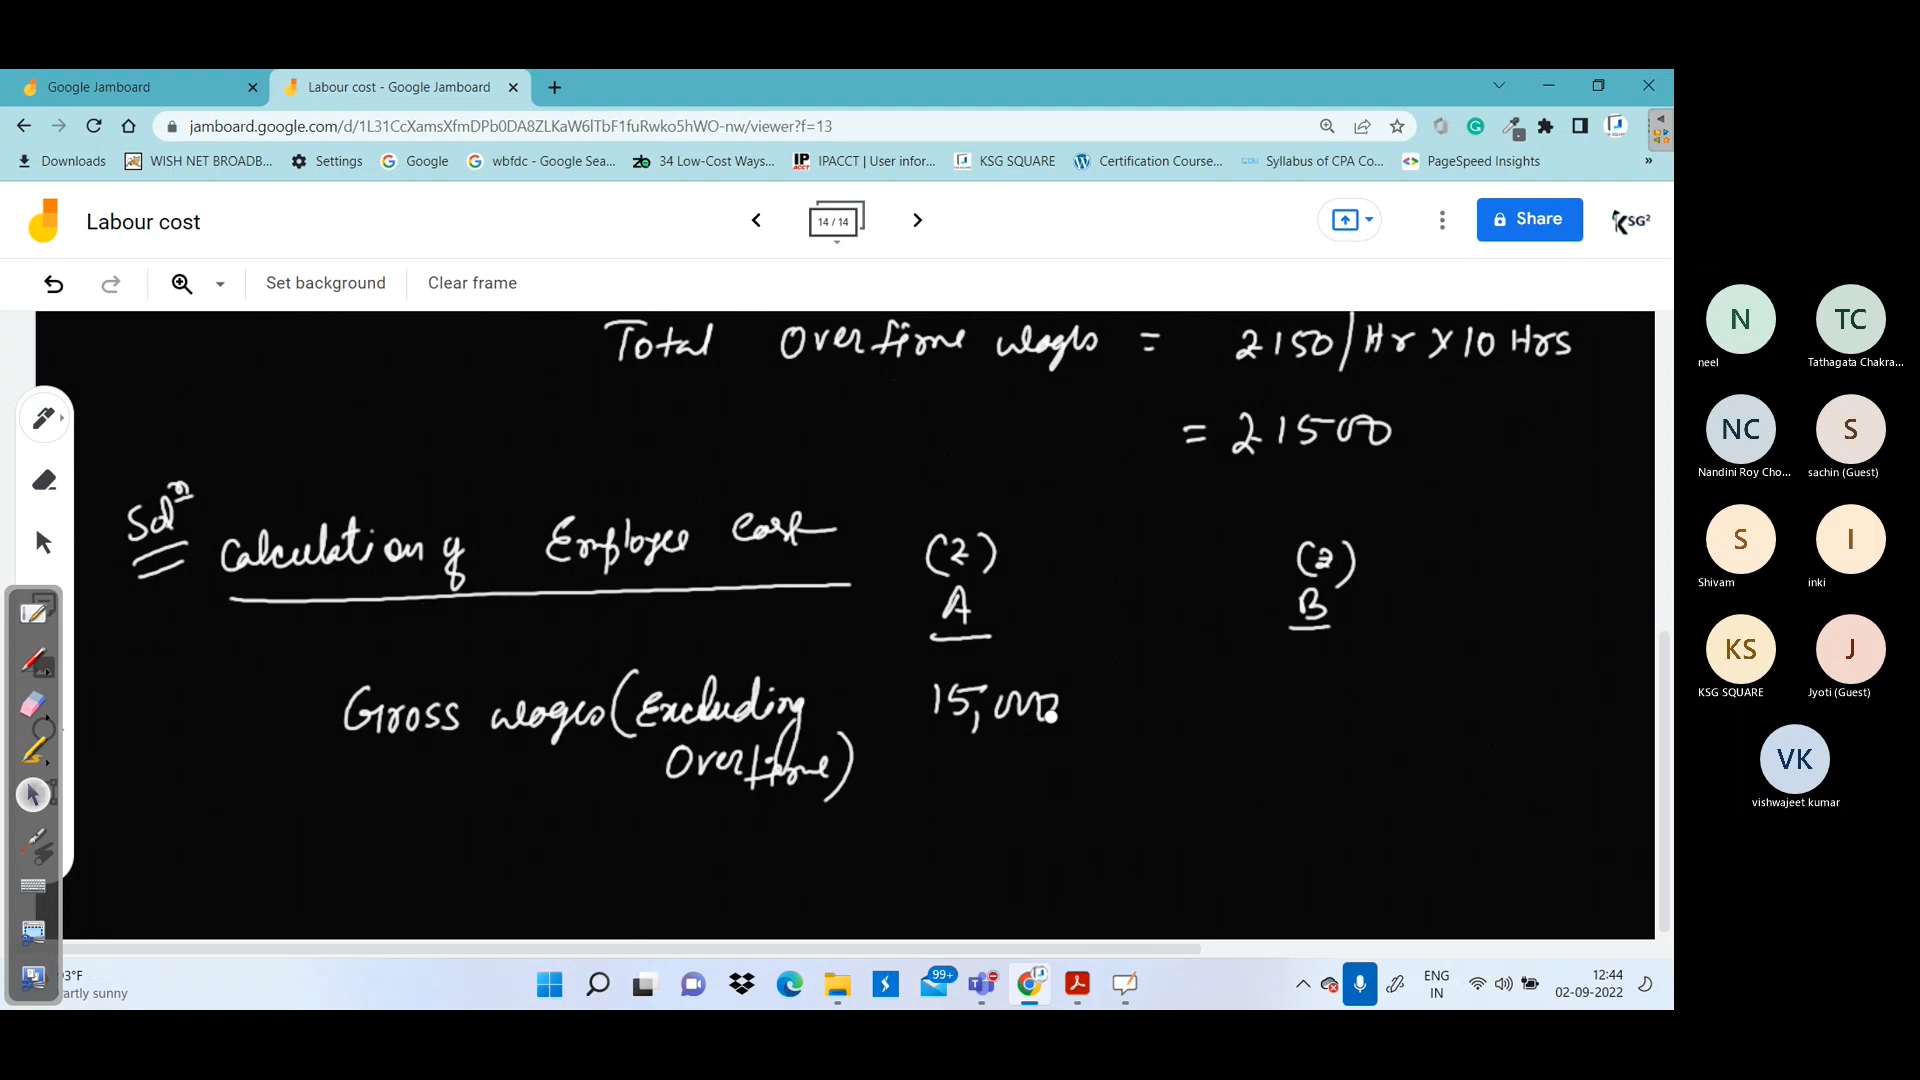 Google Jamboard
Labour cost - Google Jamboard
jamboard.google.com/d/1L31CcXamsXfmDPb0DA8ZLKaW6lTbF1fuRwko5hWO-nw/viewer?f=13
Downloads WISH NET BROADB... Settings Google wbfdc - Google Sea... 34 Low-Cost Ways... IPACCT | User infor... KSG SQUARE Certification Course... Syllabus of CPA Co... PageSpeed Insights »
Labour cost
14 / 14
Share
KSG²
Set background
Clear frame
Total Overtime wages = 2150/Hr x 10 Hrs
= 21500
Solⁿ
Calculation of Employee Cost
(2) (2)
A B
Gross wages (Excluding 15,000
Overtime)
N TC
neel Tathagata Chakra...
NC S
Nandini Roy Cho... sachin (Guest)
S I
Shivam inki
KS J
KSG SQUARE Jyoti (Guest)
VK
vishwajeet kumar
93°F
artly sunny
99+
ENG
IN
12:44
02-09-2022